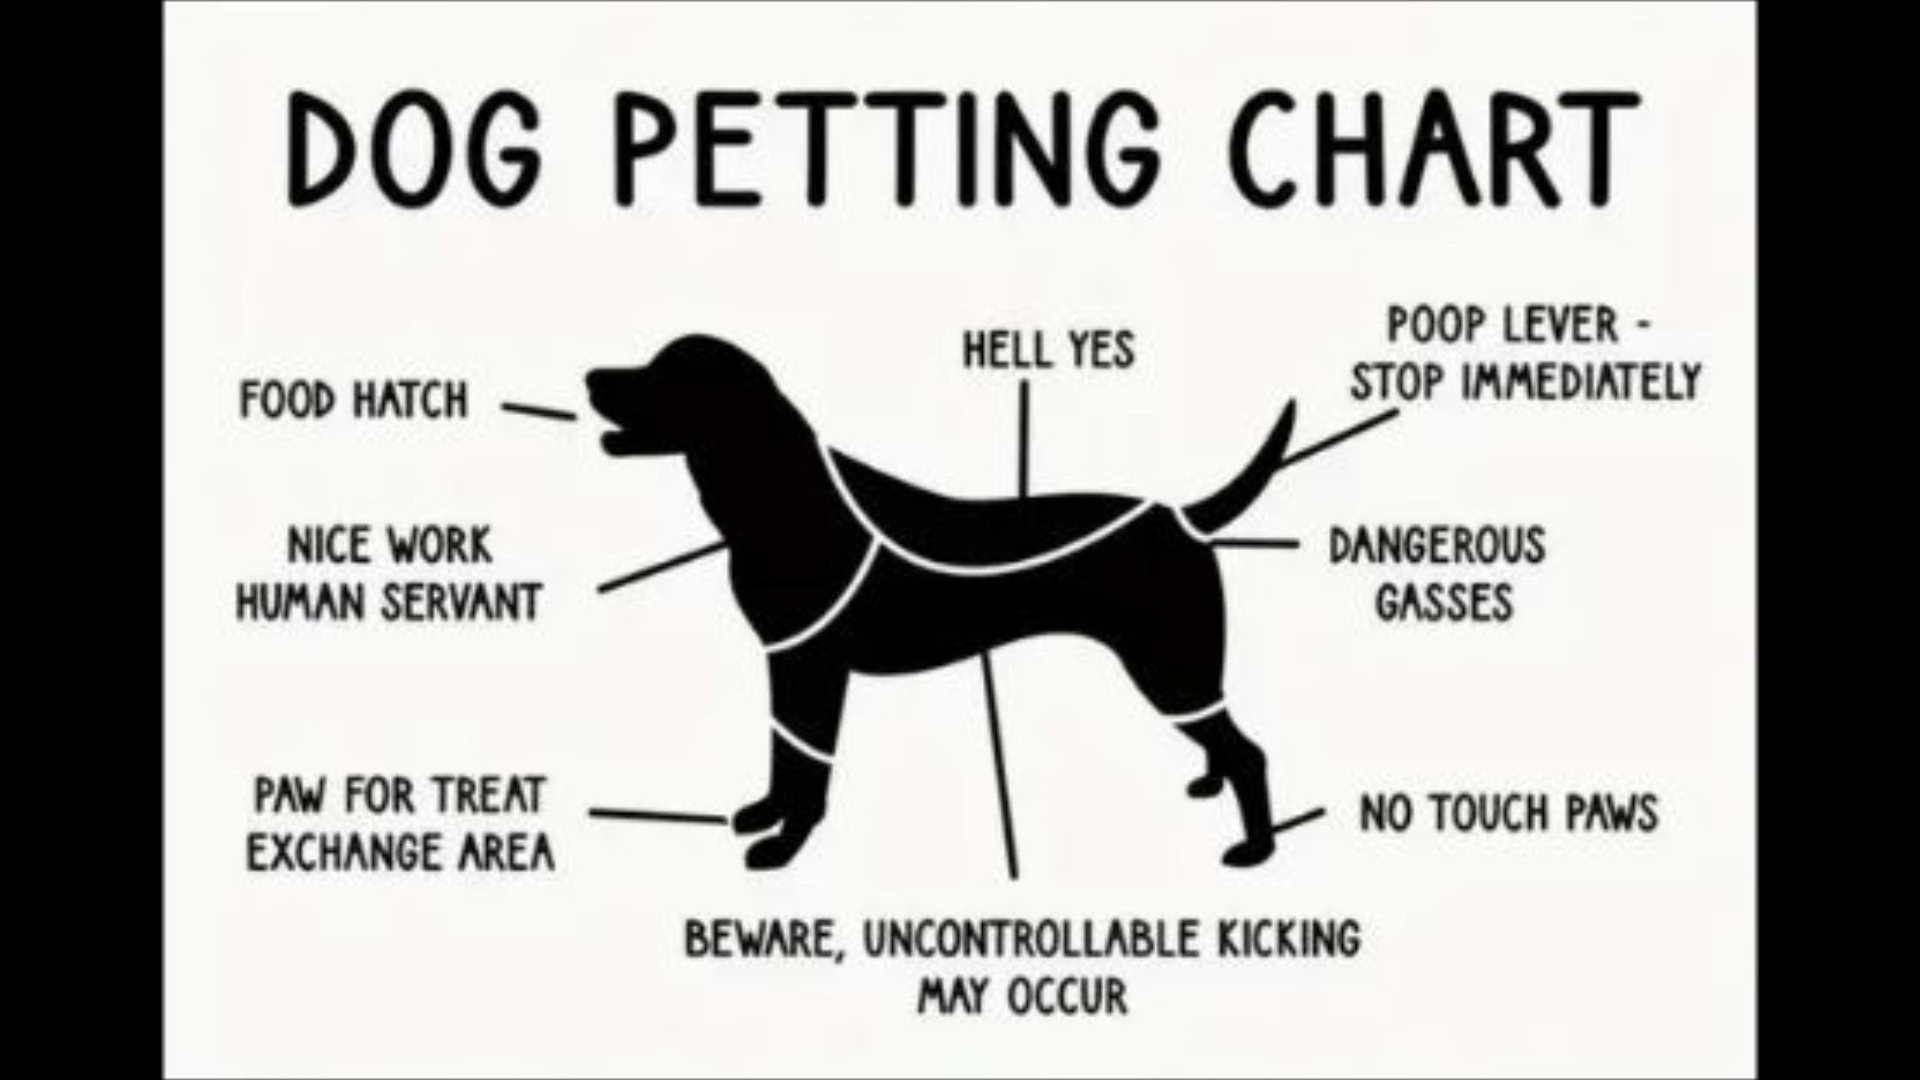 DOG PETTING CHART
FOOD HATCH
HELL YES
POOP LEVER -
STOP IMMEDIATELY
NICE WORK
HUMAN SERVANT
DANGEROUS
GASSES
PAW FOR TREAT
EXCHANGE AREA
NO TOUCH PAWS
BEWARE, UNCONTROLLABLE KICKING
MAY OCCUR